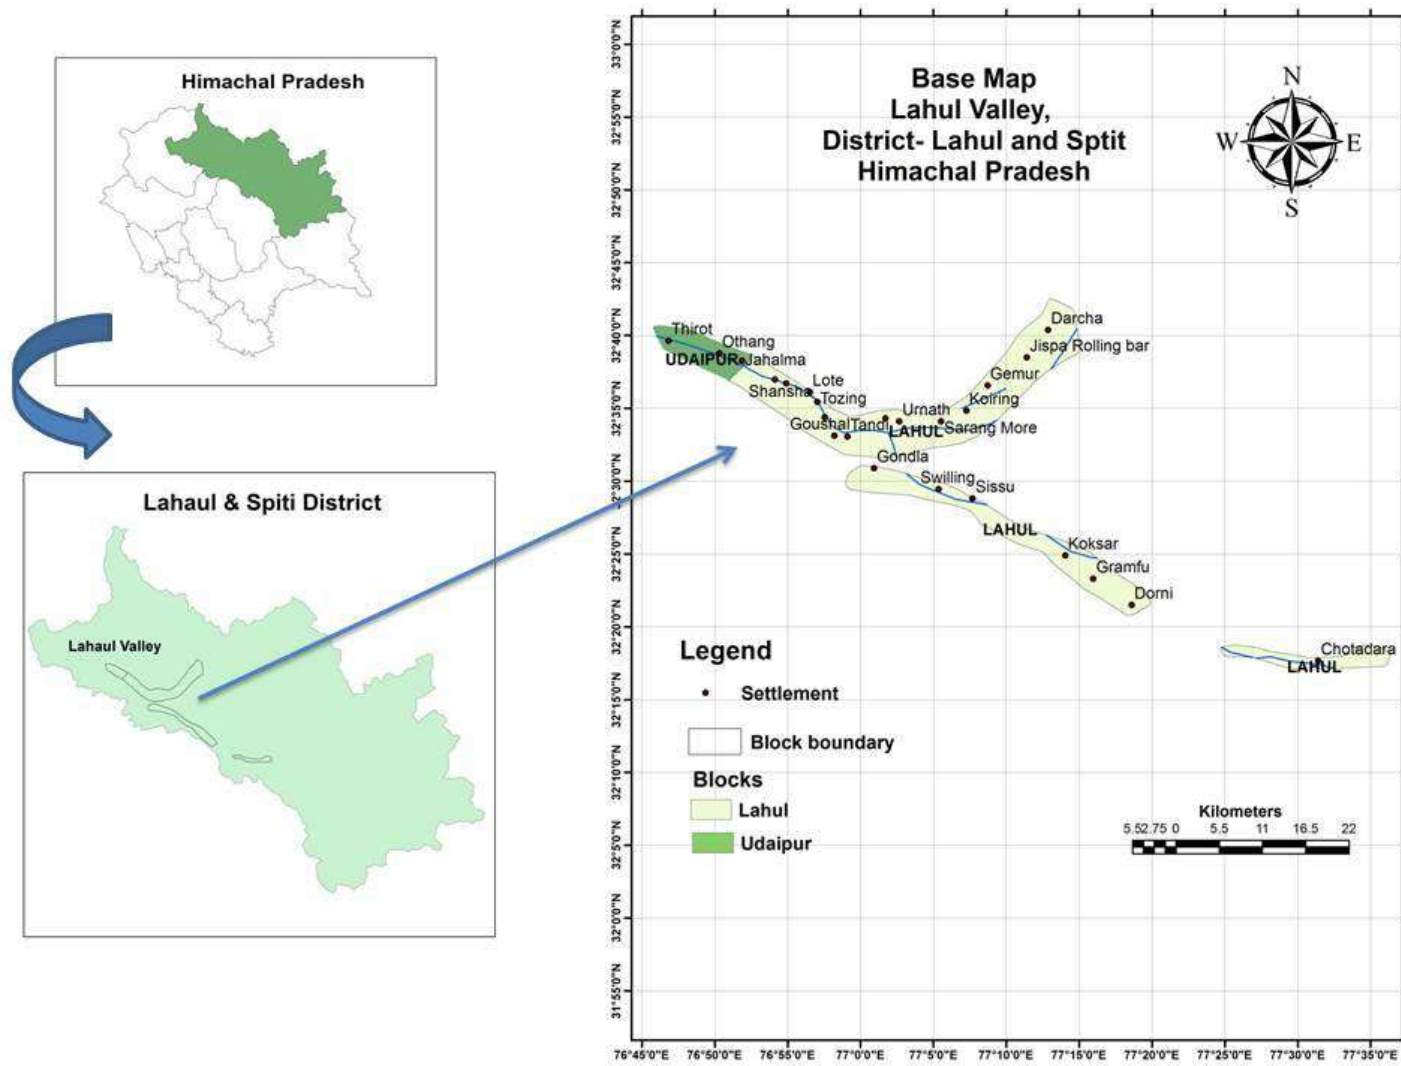 Himachal Pradesh
Lahaul & Spiti District
Lahaul Valley
Base Map
Lahul Valley,
District- Lahul and Sptit
Himachal Pradesh
N
W
E
S
33°0'0"N
32°55'0"N
32°50'0"N
32°45'0"N
32°40'0"N
32°35'0"N
32°30'0"N
32°25'0"N
32°20'0"N
32°15'0"N
32°10'0"N
32°5'0"N
32°0'0"N
31°55'0"N
Thirot
Othang
UDAIPUR
Jahalma
Shansha
Lote
Tozing
Goushal
Tandi
Urnath
LAHUL
Sarang More
Koiring
Gemur
Jispa Rolling bar
Darcha
Gondla
Swilling
Sissu
LAHUL
Koksar
Gramfu
Dorni
Chotadara
LAHUL
Legend
Settlement
Block boundary
Blocks
Lahul
Udaipur
Kilometers
5.5 2.75 0 5.5 11 16.5 22
76°45'0"E 76°50'0"E 76°55'0"E 77°0'0"E 77°5'0"E 77°10'0"E 77°15'0"E 77°20'0"E 77°25'0"E 77°30'0"E 77°35'0"E